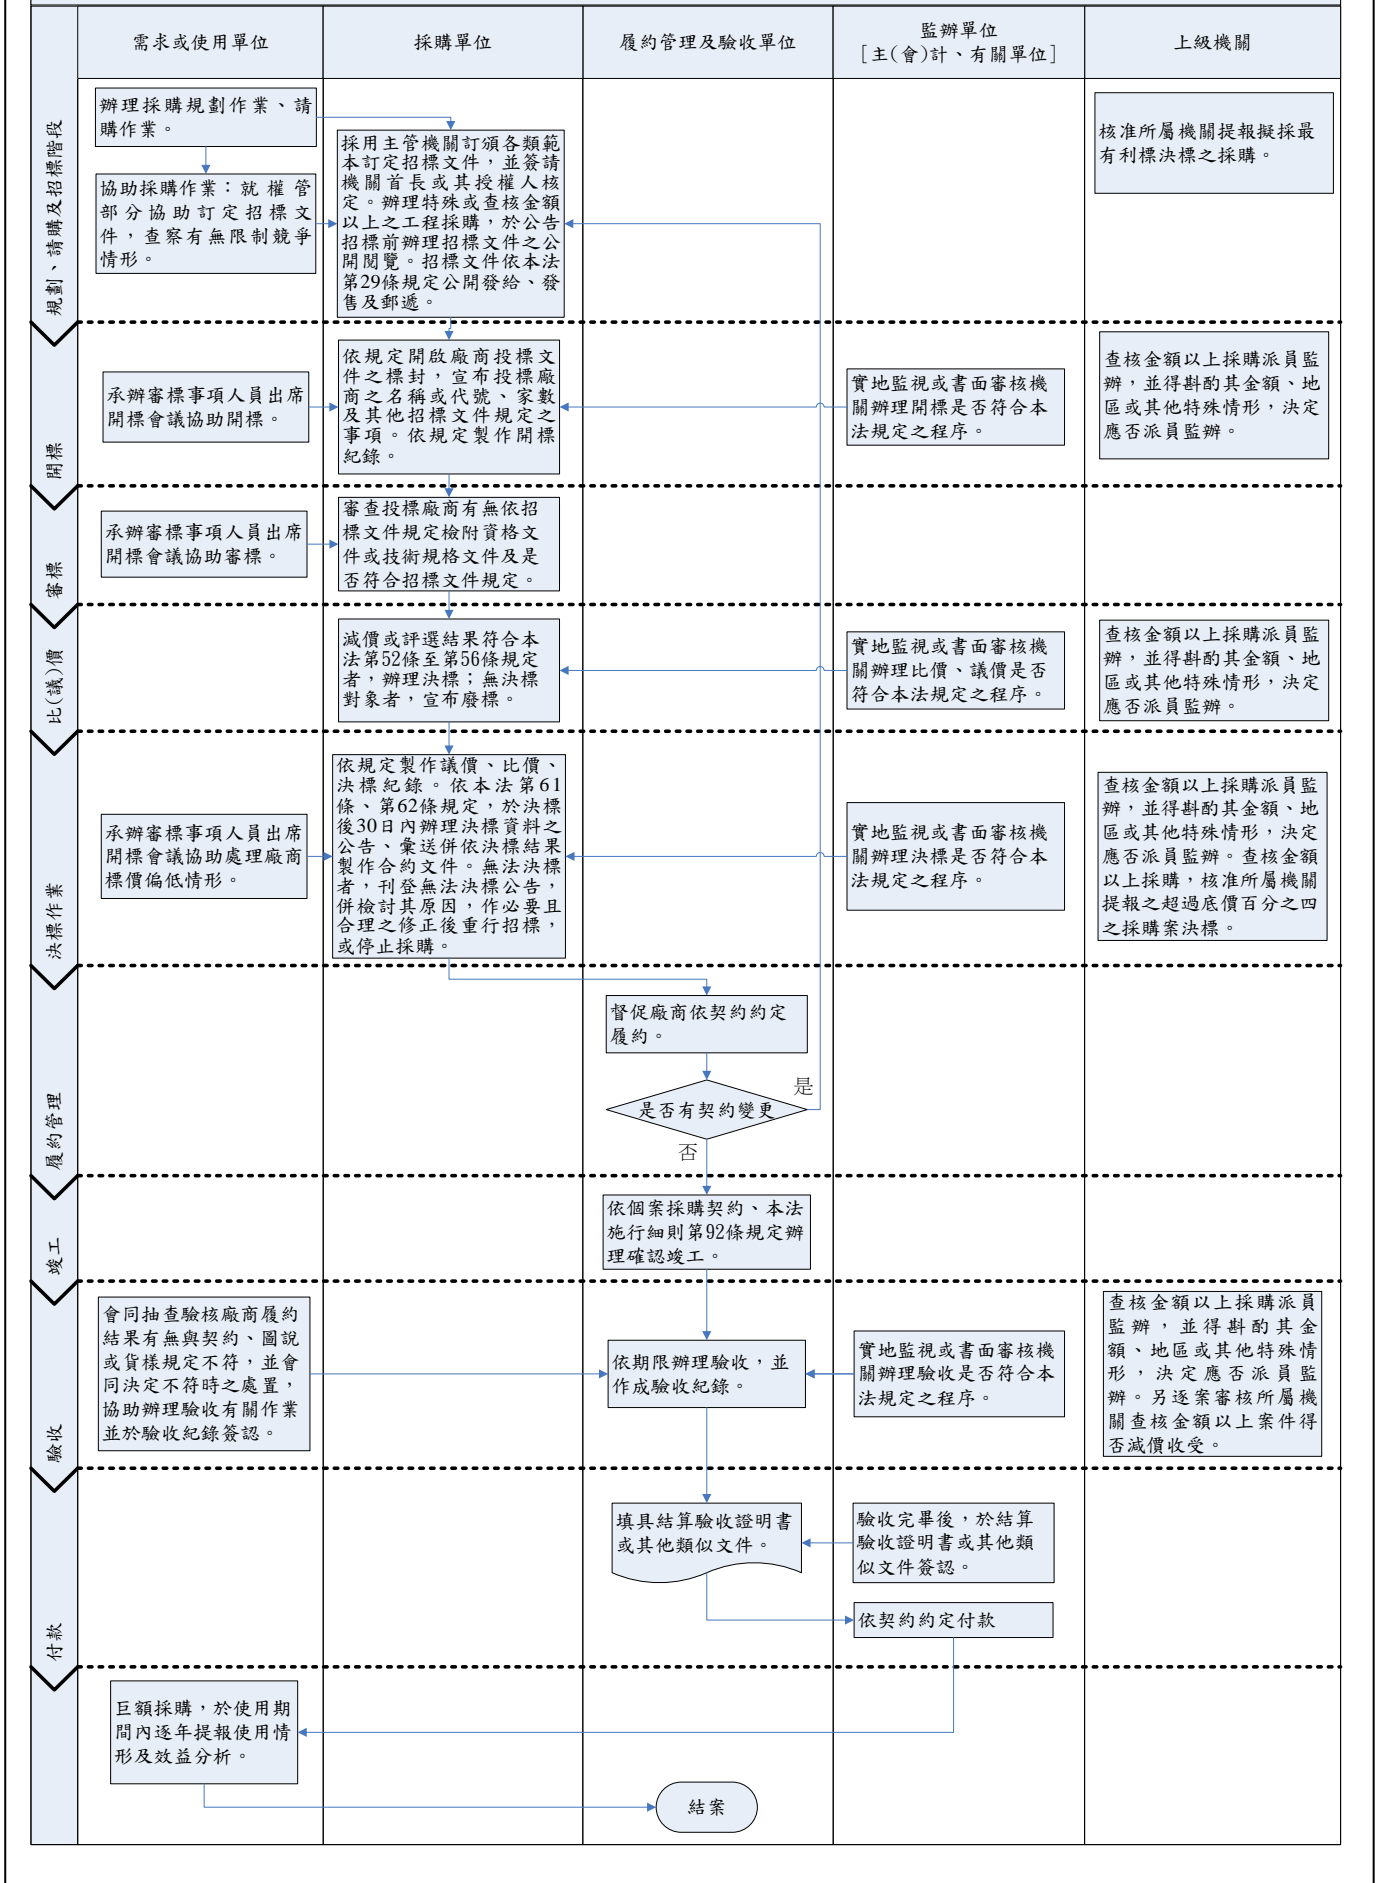 需求或使用單位
採購單位
履約管理及驗收單位
監辦單位
[主(會)計、有關單位]
上級機關
規劃、請購及招標階段
辦理採購規劃作業、請
購作業。
協助採購作業：就權管
部分協助訂定招標文
件，查察有無限制競爭
情形。
採用主管機關訂頒各類範
本訂定招標文件，並簽請
機關首長或其授權人核
定。辦理特殊或查核金額
以上之工程採購，於公告
招標前辦理招標文件之公
開閱覽。招標文件依本法
第29條規定公開發給、發
售及郵遞。
核准所屬機關提報擬採最
有利標決標之採購。
開標
承辦審標事項人員出席
開標會議協助開標。
依規定開啟廠商投標文
件之標封，宣布投標廠
商之名稱或代號、家數
及其他招標文件規定之
事項。依規定製作開標
紀錄。
實地監視或書面審核機
關辦理開標是否符合本
法規定之程序。
查核金額以上採購派員監
辦，並得斟酌其金額、地
區或其他特殊情形，決定
應否派員監辦。
審標
承辦審標事項人員出席
開標會議協助審標。
審查投標廠商有無依招
標文件規定檢附資格文
件或技術規格文件及是
否符合招標文件規定。
比(議)價
減價或評選結果符合本
法第52條至第56條規定
者，辦理決標；無決標
對象者，宣布廢標。
實地監視或書面審核機
關辦理比價、議價是否
符合本法規定之程序。
查核金額以上採購派員監
辦，並得斟酌其金額、地
區或其他特殊情形，決定
應否派員監辦。
決標作業
承辦審標事項人員出席
開標會議協助處理廠商
標價偏低情形。
依規定製作議價、比價、
決標紀錄。依本法第61
條、第62條規定，於決標
後30日內辦理決標資料之
公告、彙送併依決標結果
製作合約文件。無法決標
者，刊登無法決標公告，
併檢討其原因，作必要且
合理之修正後重行招標，
或停止採購。
實地監視或書面審核機
關辦理決標是否符合本
法規定之程序。
查核金額以上採購派員監
辦，並得斟酌其金額、地
區或其他特殊情形，決定
應否派員監辦。查核金額
以上採購，核准所屬機關
提報之超過底價百分之四
之採購案決標。
履約管理
督促廠商依契約約定
履約。
是否有契約變更
是
否
竣工
依個案採購契約、本法
施行細則第92條規定辦
理確認竣工。
驗收
會同抽查驗核廠商履約
結果有無與契約、圖說
或貨樣規定不符，並會
同決定不符時之處置，
協助辦理驗收有關作業
並於驗收紀錄簽認。
依期限辦理驗收，並
作成驗收紀錄。
實地監視或書面審核機
關辦理驗收是否符合本
法規定之程序。
查核金額以上採購派員
監辦，並得斟酌其金
額、地區或其他特殊情
形，決定應否派員監
辦。另逐案審核所屬機
關查核金額以上案件得
否減價收受。
付款
填具結算驗收證明書
或其他類似文件。
驗收完畢後，於結算
驗收證明書或其他類
似文件簽認。
依契約約定付款
巨額採購，於使用期
間內逐年提報使用情
形及效益分析。
結案